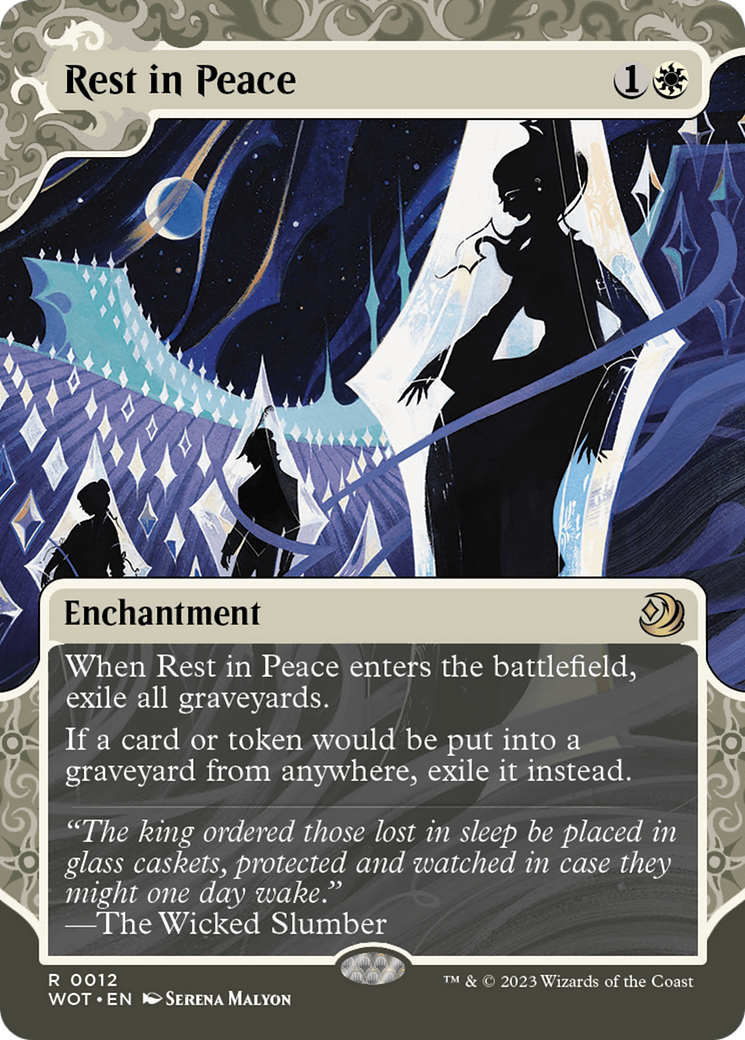 Rest in Peace 1
Enchantment
When Rest in Peace enters the battlefield,
exile all graveyards.
If a card or token would be put into a
graveyard from anywhere, exile it instead.
“The king ordered those lost in sleep be placed in
glass caskets, protected and watched in case they
might one day wake.”
—The Wicked Slumber
R 0012
WOT • EN Serena Malyon
™ & © 2023 Wizards of the Coast